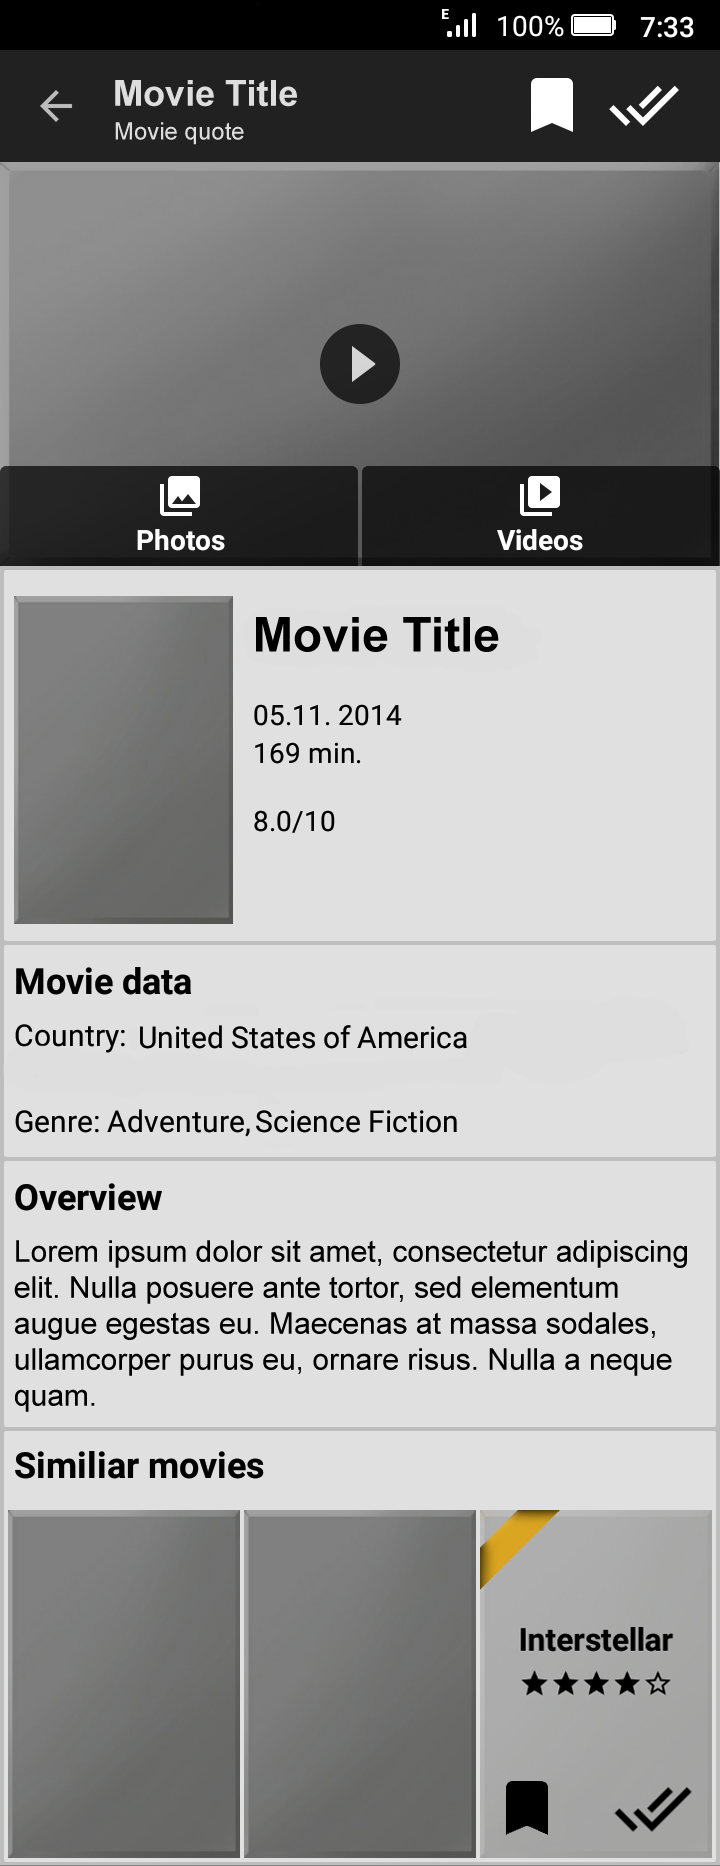 E 100% 7:33
Movie Title
Movie quote
Photos Videos
Movie Title
05.11. 2014
169 min.
8.0/10
Movie data
Country: United States of America
Genre: Adventure, Science Fiction
Overview
Lorem ipsum dolor sit amet, consectetur adipiscing
elit. Nulla posuere ante tortor, sed elementum
augue egestas eu. Maecenas at massa sodales,
ullamcorper purus eu, ornare risus. Nulla a neque
quam.
Similiar movies
Interstellar